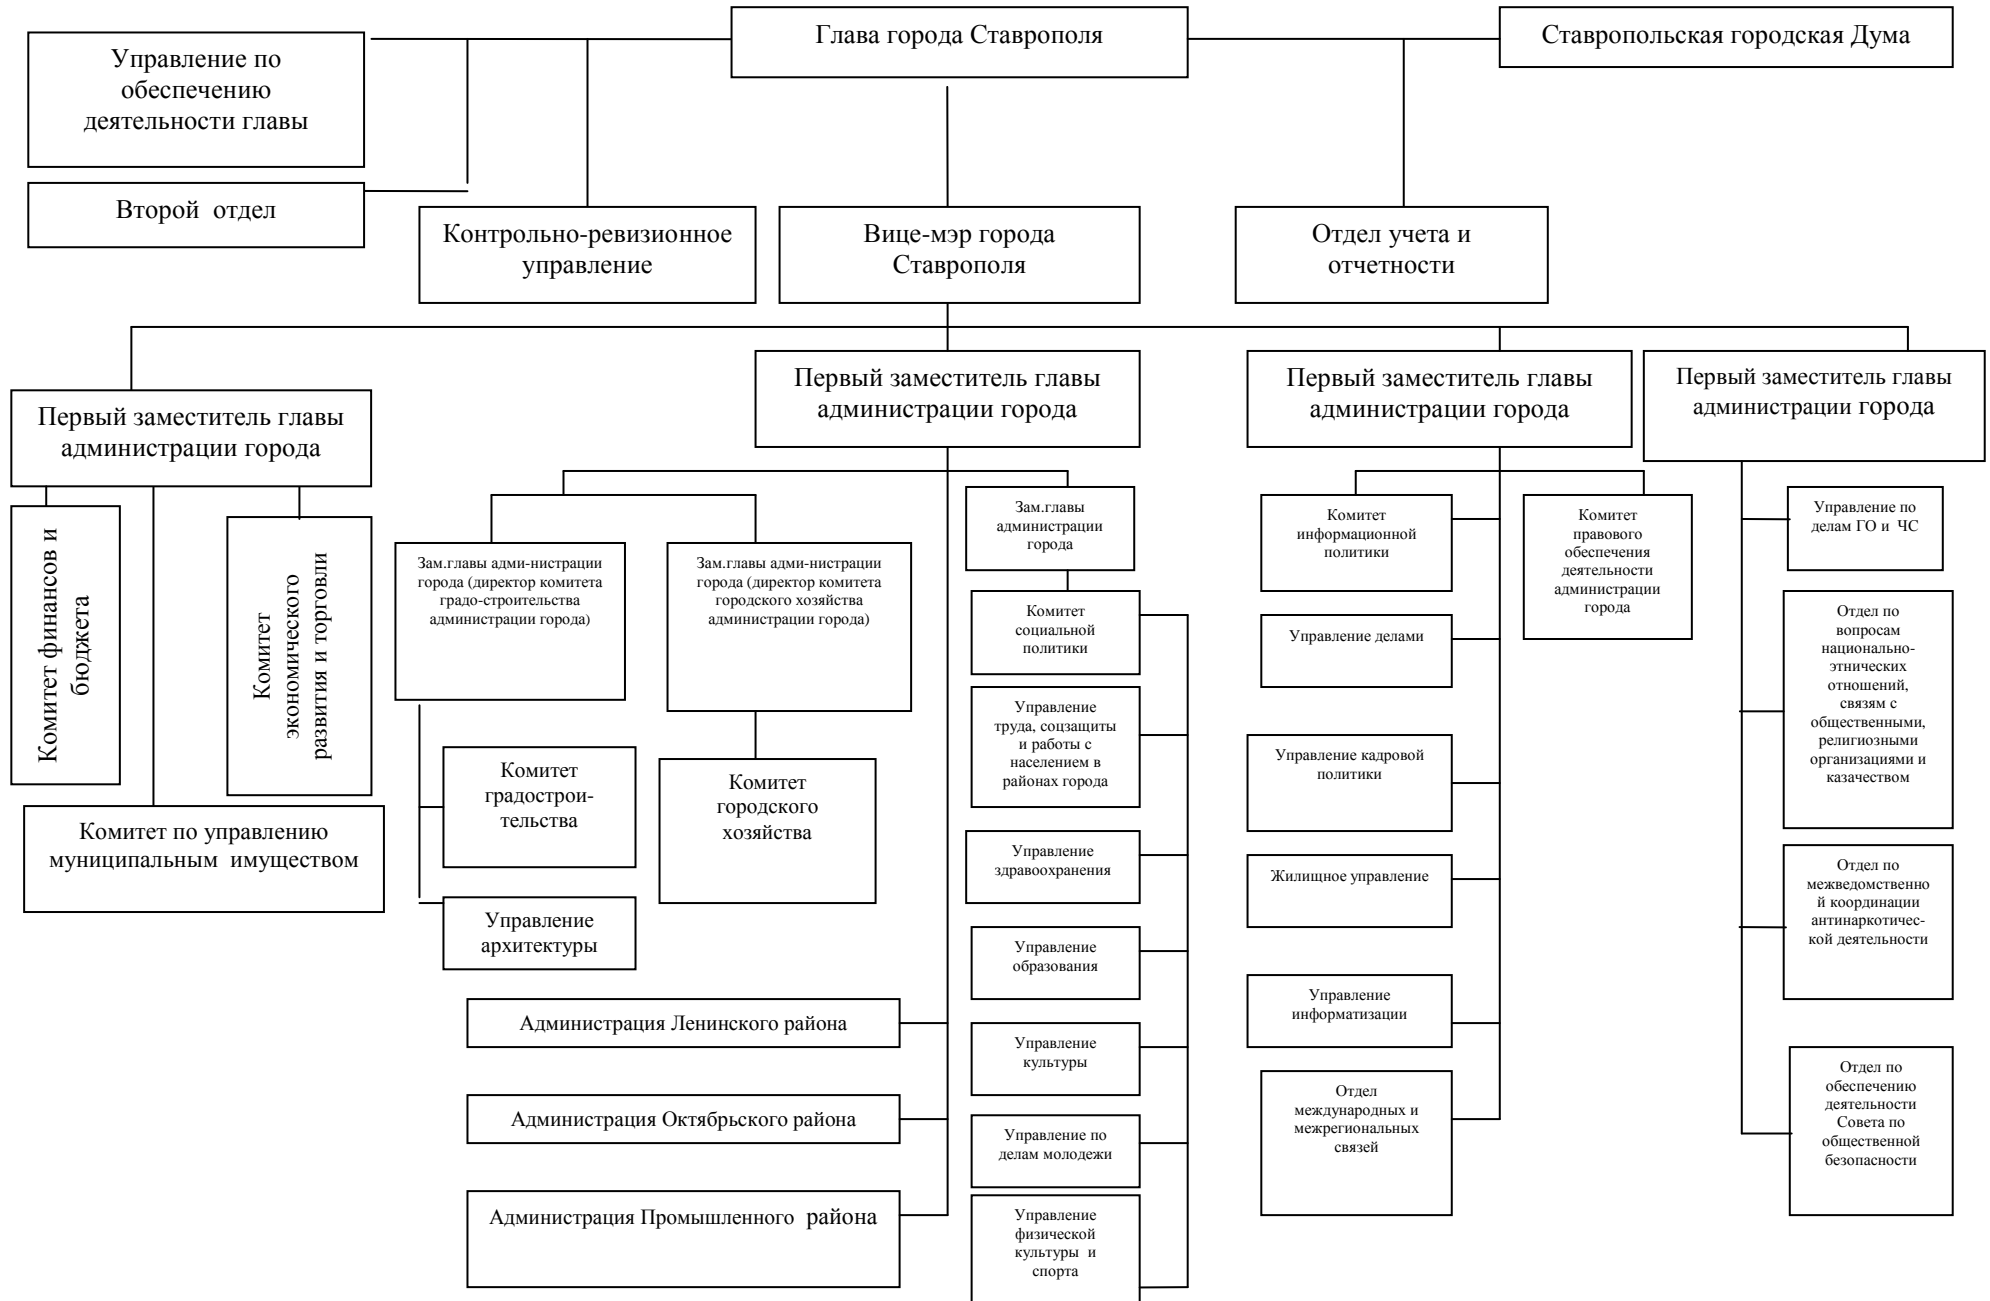 Глава города Ставрополя
Ставропольская городская Дума
Управление по
обеспечению
деятельности главы
Второй отдел
Контрольно-ревизионное
управление
Вице-мэр города
Ставрополя
Отдел учета и
отчетности
Первый заместитель главы
администрации города
Первый заместитель главы
администрации города
Первый заместитель главы
администрации города
Первый заместитель главы
администрации города
Комитет финансов и
бюджета
Комитет
экономического
развития и торговли
Комитет по управлению
муниципальным имуществом
Зам.главы адми-нистрации
города (директор комитета
градо-строительства
администрации города)
Зам.главы адми-нистрации
города (директор комитета
городского хозяйства
администрации города)
Комитет
градострои-
тельства
Управление
архитектуры
Комитет
городского
хозяйства
Администрация Ленинского района
Администрация Октябрьского района
Администрация Промышленного района
Зам.главы
администрации
города
Комитет
социальной
политики
Управление
труда, соцзащиты
и работы с
населением в
районах города
Управление
здравоохранения
Управление
образования
Управление
культуры
Управление по
делам молодежи
Управление
физической
культуры и
спорта
Комитет
информационной
политики
Управление делами
Управление кадровой
политики
Жилищное управление
Управление
информатизации
Отдел
международных и
межрегиональных
связей
Комитет
правового
обеспечения
деятельности
администрации
города
Управление по
делам ГО и ЧС
Отдел по
вопросам
национально-
этнических
отношений,
связям с
общественными,
религиозными
организациями и
казачеством
Отдел по
межведомственно
й координации
антинаркотичес-
кой деятельности
Отдел по
обеспечению
деятельности
Совета по
общественной
безопасности